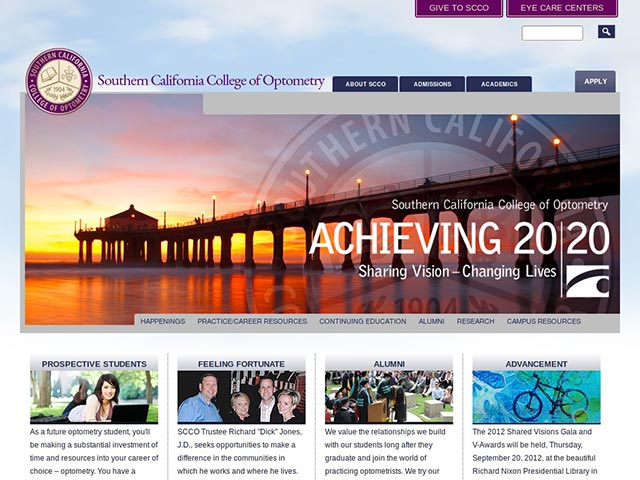 GIVE TO SCCO
EYE CARE CENTERS
SOUTHERN CALIFORNIA
COLLEGE OF OPTOMETRY
1904
Southern California College of Optometry
ABOUT SCCO
ADMISSIONS
ACADEMICS
APPLY
SOUTHERN CALIFOR
1904
Southern California College of Optometry
ACHIEVING 20|20
Sharing Vision – Changing Lives
HAPPENINGS
PRACTICE/CAREER RESOURCES
CONTINUING EDUCATION
ALUMNI
RESEARCH
CAMPUS RESOURCES
PROSPECTIVE STUDENTS
As a future optometry student, you'll
be making a substantial investment of
time and resources into your career of
choice – optometry. You have a
FEELING FORTUNATE
SCCO Trustee Richard "Dick" Jones,
J.D., seeks opportunities to make a
difference in the communities in
which he works and where he lives.
ALUMNI
We value the relationships we build
with our students long after they
graduate and join the world of
practicing optometrists. We try our
ADVANCEMENT
The 2012 Shared Visions Gala and
V-Awards will be held, Thursday,
September 20, 2012, at the beautiful
Richard Nixon Presidential Library in